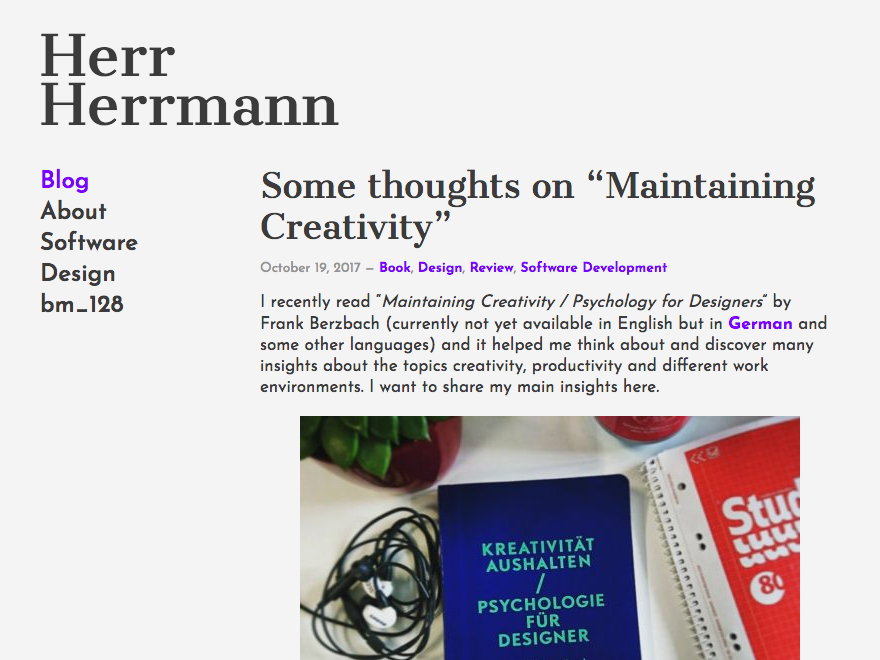 Herr
Herrmann
Blog
About
Software
Design
bm_128
Some thoughts on “Maintaining
Creativity”
October 19, 2017 – Book, Design, Review, Software Development
I recently read “Maintaining Creativity / Psychology for Designers“ by
Frank Berzbach (currently not yet available in English but in German and
some other languages) and it helped me think about and discover many
insights about the topics creativity, productivity and different work
environments. I want to share my main insights here.
KREATIVITÄT
AUSHALTEN
/
PSYCHOLOGIE
FÜR
DESIGNER
Stud
80